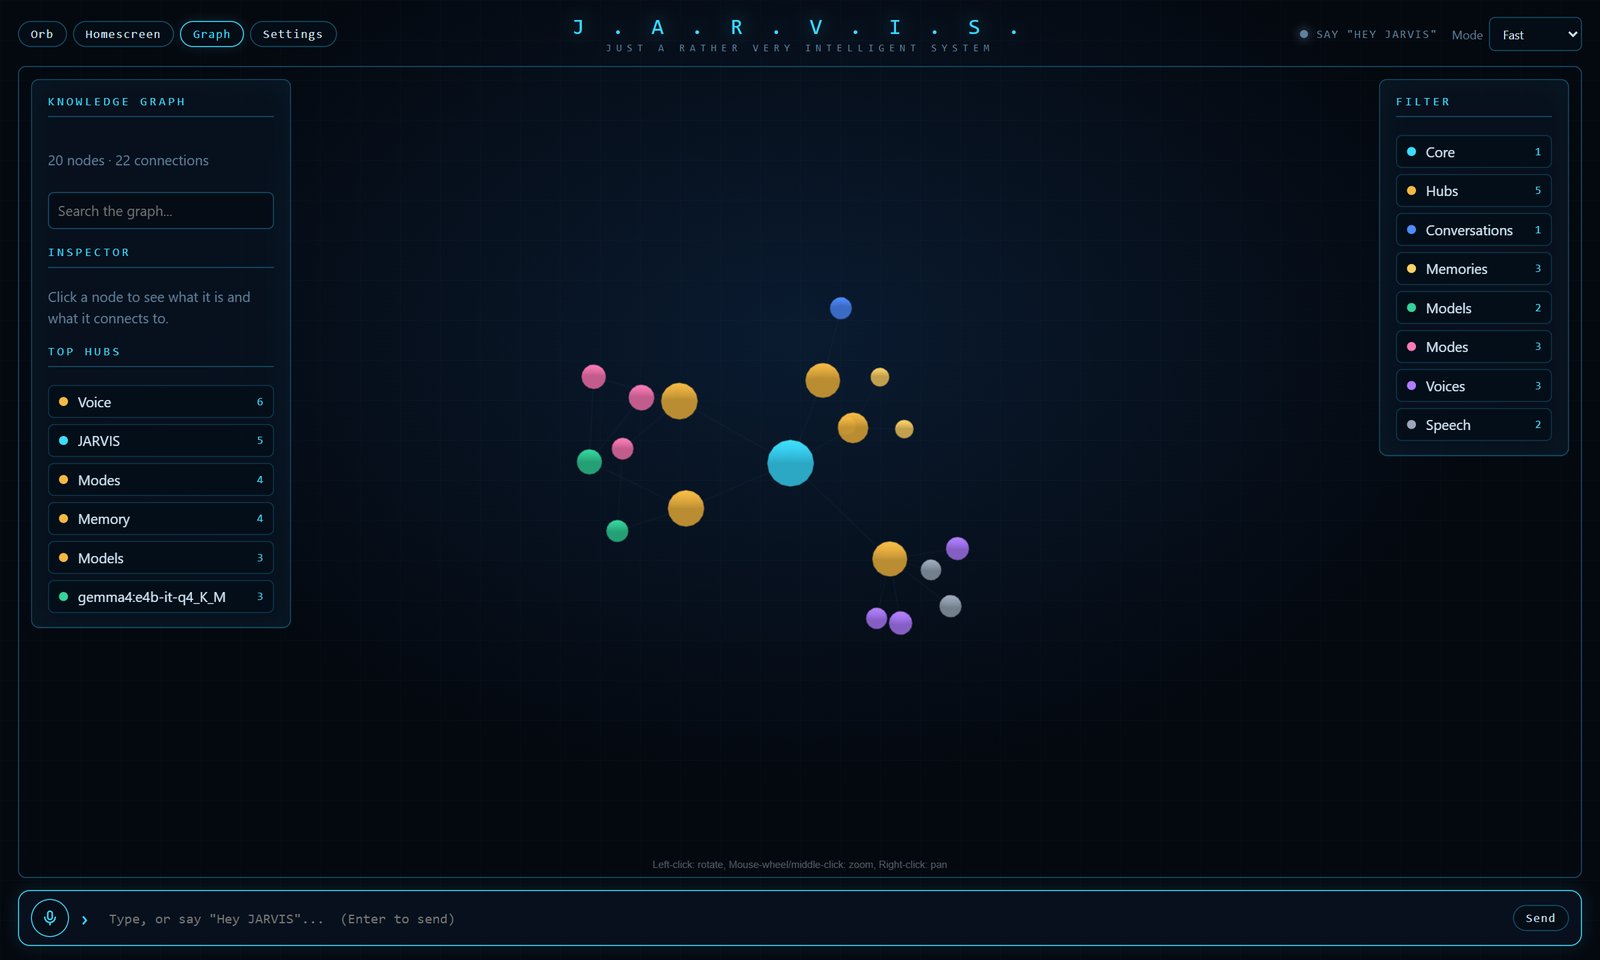 Orb
Homescreen
Graph
Settings
J.A.R.V.I.S.
JUST A RATHER VERY INTELLIGENT SYSTEM
SAY "HEY JARVIS"
Mode
Fast
KNOWLEDGE GRAPH
20 nodes · 22 connections
Search the graph...
INSPECTOR
Click a node to see what it is and
what it connects to.
TOP HUBS
Voice 6
JARVIS 5
Modes 4
Memory 4
Models 3
gemma4:e4b-it-q4_K_M 3
FILTER
Core 1
Hubs 5
Conversations 1
Memories 3
Models 2
Modes 3
Voices 3
Speech 2
Left-click: rotate, Mouse-wheel/middle-click: zoom, Right-click: pan
› Type, or say "Hey JARVIS"... (Enter to send)
Send